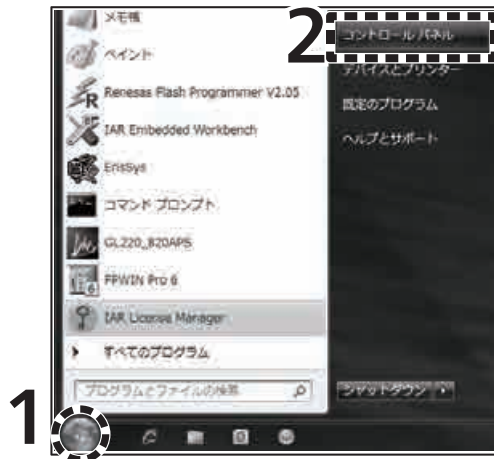 メモ帳
ペイント
Renesas Flash Programmer V2.05
IAR Embedded Workbench
EnsSys
コマンド プロンプト
GL220_820APS
FPWIN Pro 6
IAR License Manager
すべてのプログラム
プログラムとファイルの検索
2
コントロール パネル
デバイスとプリンター
既定のプログラム
ヘルプとサポート
シャットダウン
1